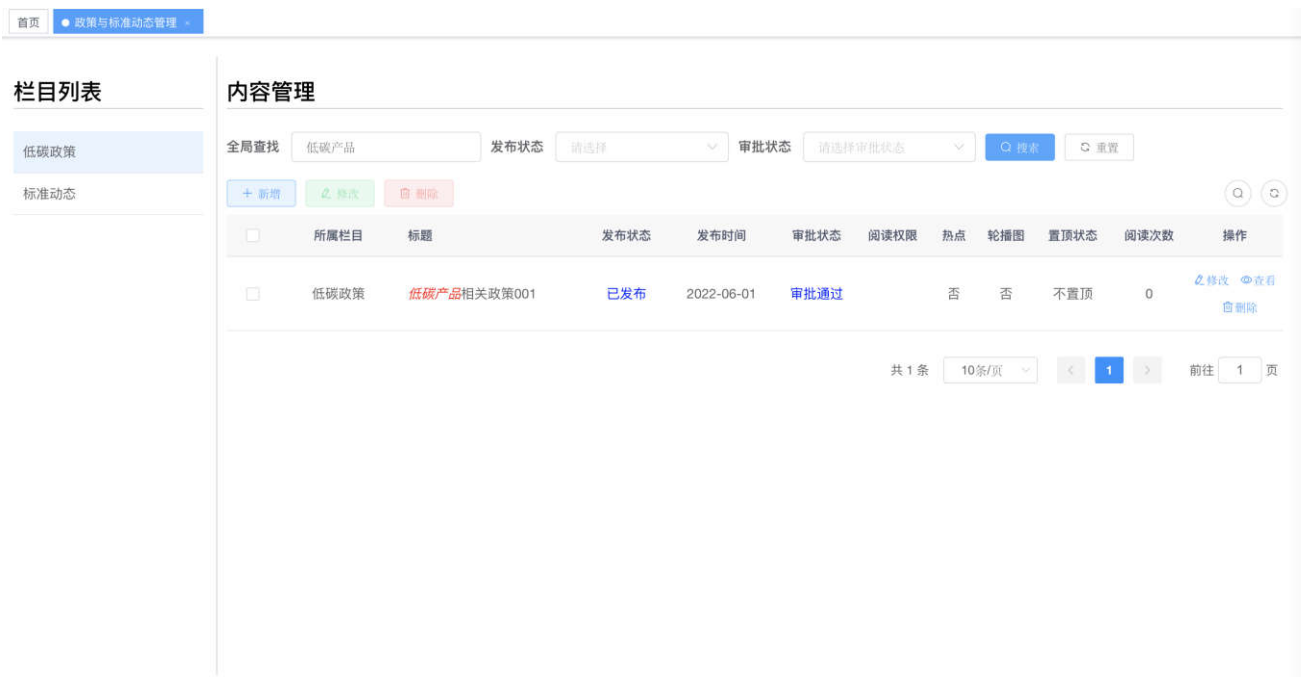 首页 政策与标准动态管理 ×
栏目列表
低碳政策
标准动态
内容管理
全局查找 低碳产品 发布状态 请选择 审批状态 请选择审批状态 搜索 重置
+ 新增 修改 删除
所属栏目 标题 发布状态 发布时间 审批状态 阅读权限 热点 轮播图 置顶状态 阅读次数 操作
低碳政策 低碳产品相关政策001 已发布 2022-06-01 审批通过 否 否 不置顶 0 修改 查看
删除
共 1 条 10条/页 < 1 > 前往 1 页